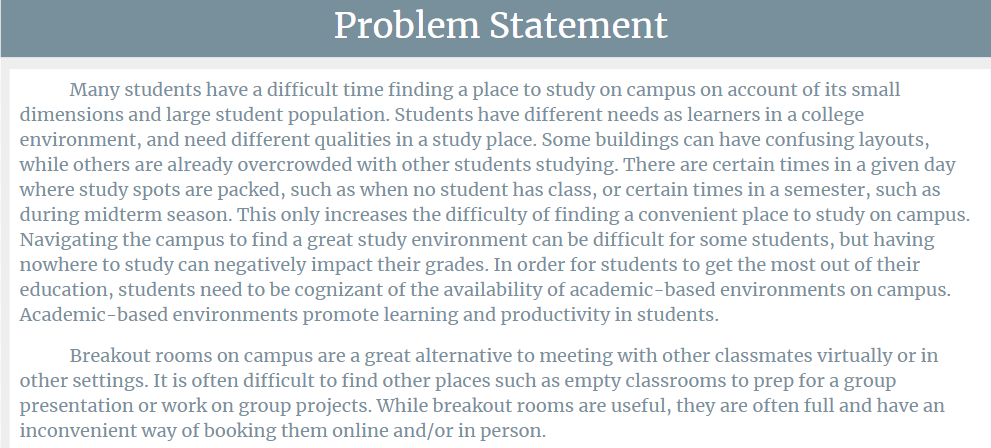 Problem Statement
Many students have a difficult time finding a place to study on campus on account of its small
dimensions and large student population. Students have different needs as learners in a college
environment, and need different qualities in a study place. Some buildings can have confusing layouts,
while others are already overcrowded with other students studying. There are certain times in a given day
where study spots are packed, such as when no student has class, or certain times in a semester, such as
during midterm season. This only increases the difficulty of finding a convenient place to study on campus.
Navigating the campus to find a great study environment can be difficult for some students, but having
nowhere to study can negatively impact their grades. In order for students to get the most out of their
education, students need to be cognizant of the availability of academic-based environments on campus.
Academic-based environments promote learning and productivity in students.
Breakout rooms on campus are a great alternative to meeting with other classmates virtually or in
other settings. It is often difficult to find other places such as empty classrooms to prep for a group
presentation or work on group projects. While breakout rooms are useful, they are often full and have an
inconvenient way of booking them online and/or in person.